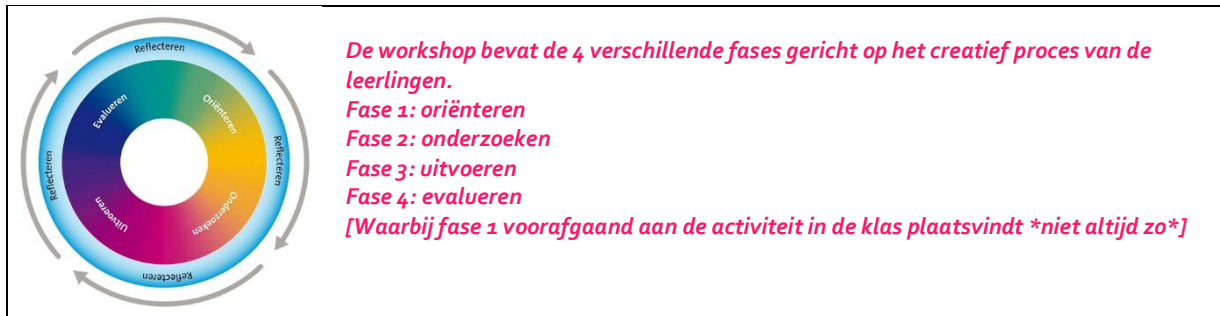 Reflecteren
Evalueren
Oriënteren
Reflecteren
Reflecteren
Uitvoeren
Onderzoeken
Reflecteren
De workshop bevat de 4 verschillende fases gericht op het creatief proces van de
leerlingen.
Fase 1: oriënteren
Fase 2: onderzoeken
Fase 3: uitvoeren
Fase 4: evalueren
[Waarbij fase 1 voorafgaand aan de activiteit in de klas plaatsvindt *niet altijd zo*]